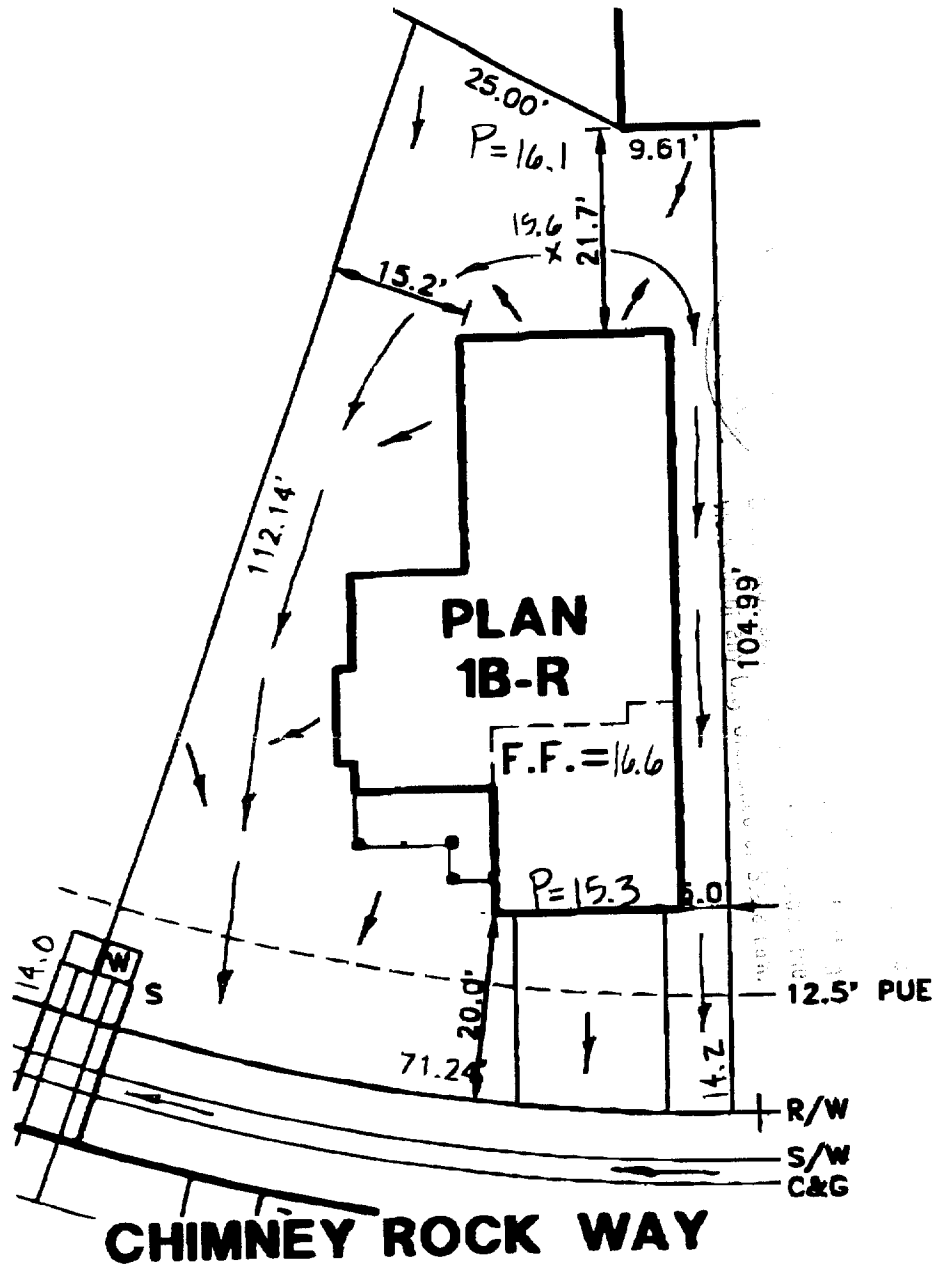 25.00'
P=16.1
9.61'
15.6
x
21.7'
15.2'
112.14'
PLAN
1B-R
104.99'
F.F.=16.6
P=15.3
5.0'
14.0
W
S
12.5' PUE
20.0'
71.24'
14.2
R/W
S/W
C&G
CHIMNEY ROCK WAY